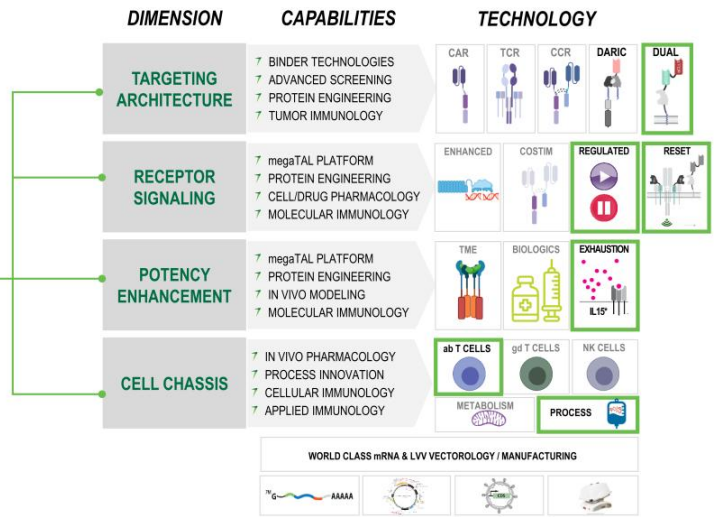 DIMENSION CAPABILITIES TECHNOLOGY
TARGETING
ARCHITECTURE
BINDER TECHNOLOGIES
ADVANCED SCREENING
PROTEIN ENGINEERING
TUMOR IMMUNOLOGY
CAR TCR CCR DARIC DUAL
RECEPTOR
SIGNALING
megaTAL PLATFORM
PROTEIN ENGINEERING
CELL/DRUG PHARMACOLOGY
MOLECULAR IMMUNOLOGY
ENHANCED COSTIM REGULATED RESET
POTENCY
ENHANCEMENT
megaTAL PLATFORM
PROTEIN ENGINEERING
IN VIVO MODELING
MOLECULAR IMMUNOLOGY
TME BIOLOGICS EXHAUSTION
IL15*
CELL CHASSIS
IN VIVO PHARMACOLOGY
PROCESS INNOVATION
CELLULAR IMMUNOLOGY
APPLIED IMMUNOLOGY
ab T CELLS gd T CELLS NK CELLS
METABOLISM PROCESS
WORLD CLASS mRNA & LVV VECTOROLOGY / MANUFACTURING
G AAAAA